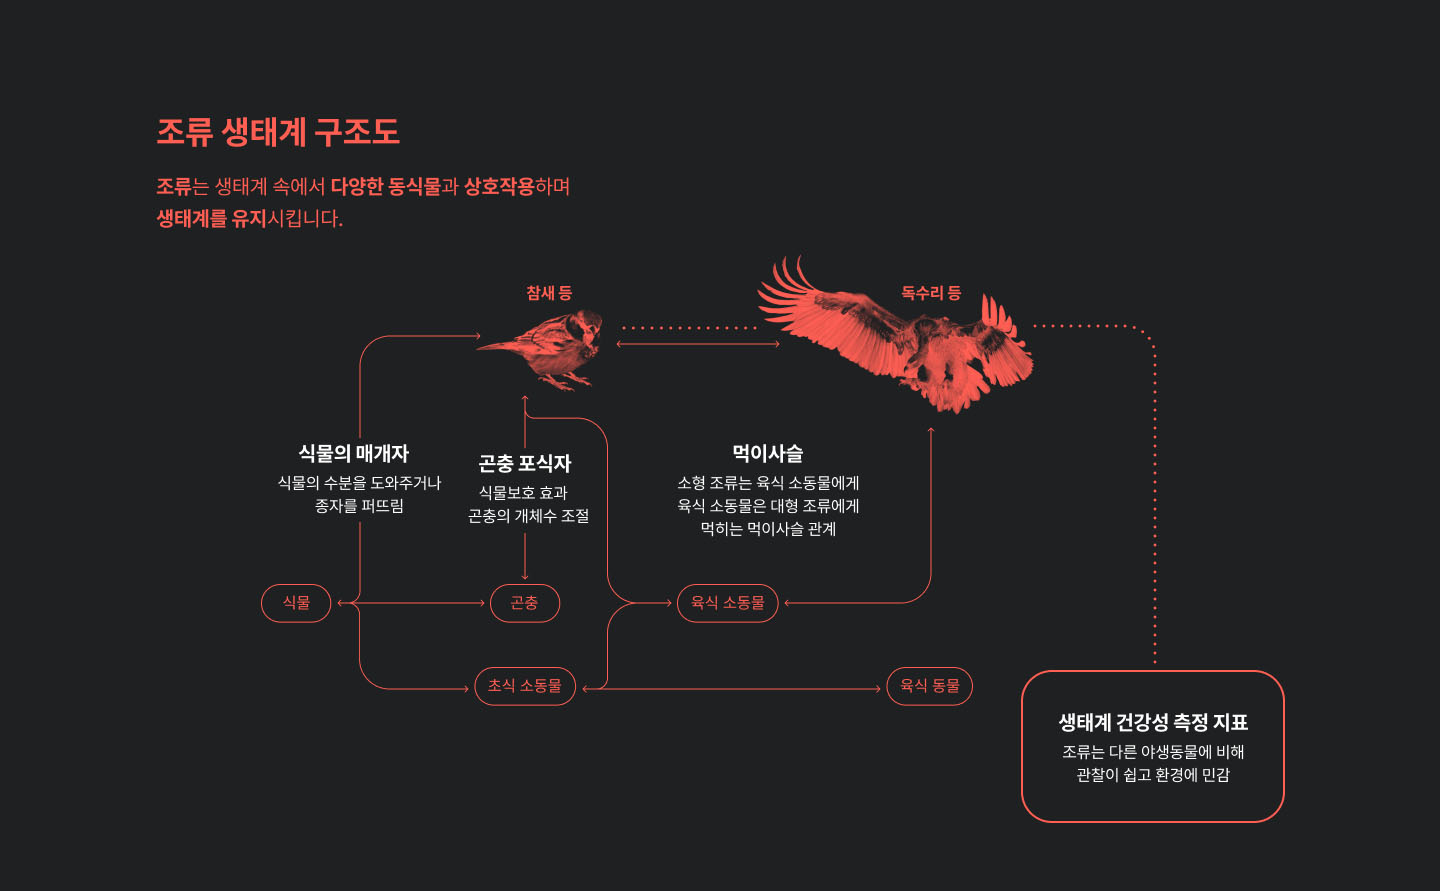 조류 생태계 구조도
조류는 생태계 속에서 다양한 동식물과 상호작용하며
생태계를 유지시킵니다.
참새 등
독수리 등
식물의 매개자
식물의 수분을 도와주거나
종자를 퍼뜨림
곤충 포식자
식물보호 효과
곤충의 개체수 조절
먹이사슬
소형 조류는 육식 소동물에게
육식 소동물은 대형 조류에게
먹히는 먹이사슬 관계
식물
곤충
육식 소동물
초식 소동물
육식 동물
생태계 건강성 측정 지표
조류는 다른 야생동물에 비해
관찰이 쉽고 환경에 민감